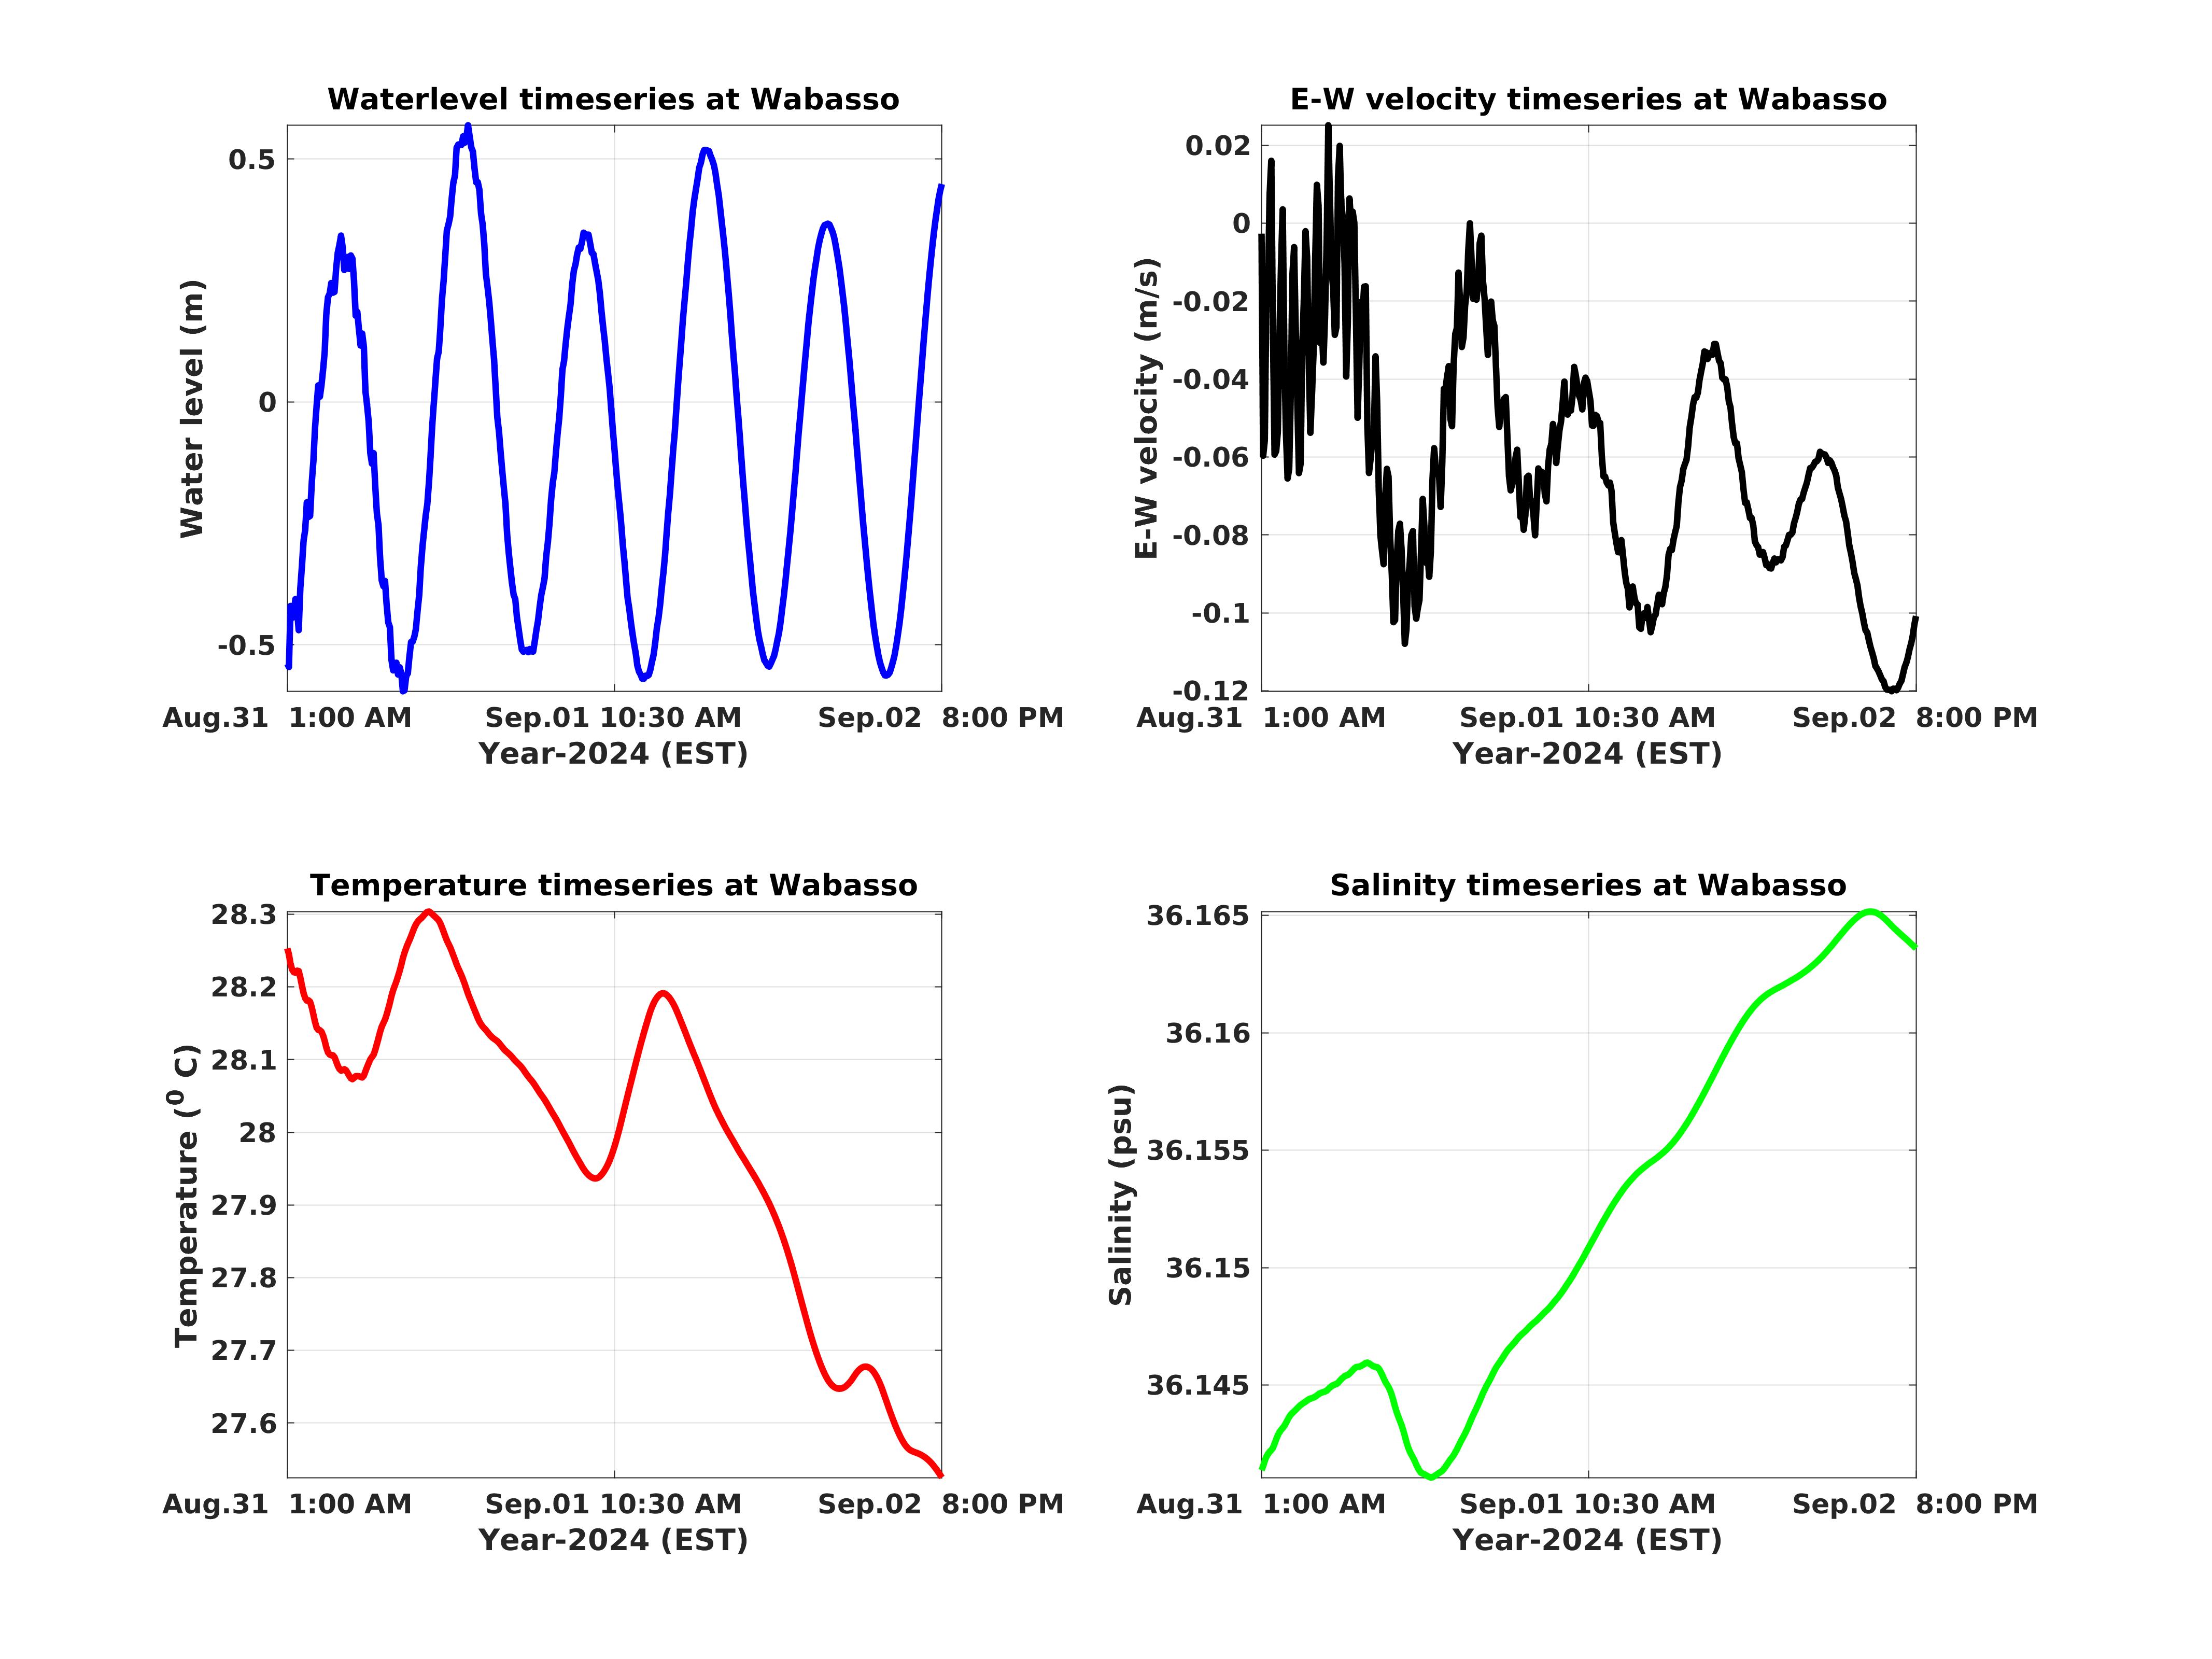 Waterlevel timeseries at Wabasso
0.5
0
-0.5
Water level (m)
Aug.31 1:00 AM Sep.01 10:30 AM Sep.02 8:00 PM
Year-2024 (EST)
E-W velocity timeseries at Wabasso
0.02
0
-0.02
-0.04
-0.06
-0.08
-0.1
-0.12
E-W velocity (m/s)
Aug.31 1:00 AM Sep.01 10:30 AM Sep.02 8:00 PM
Year-2024 (EST)
Temperature timeseries at Wabasso
28.3
28.2
28.1
28
27.9
27.8
27.7
27.6
Temperature (⁰ C)
Aug.31 1:00 AM Sep.01 10:30 AM Sep.02 8:00 PM
Year-2024 (EST)
Salinity timeseries at Wabasso
36.165
36.16
36.155
36.15
36.145
Salinity (psu)
Aug.31 1:00 AM Sep.01 10:30 AM Sep.02 8:00 PM
Year-2024 (EST)